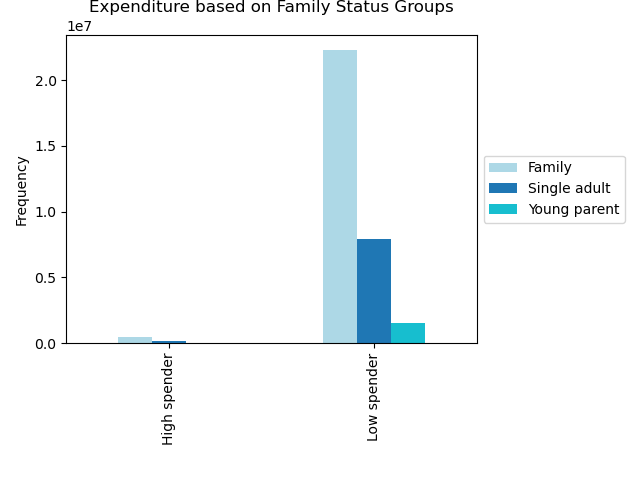 Expenditure based on Family Status Groups
1e7
2.0
1.5
1.0
0.5
0.0
Frequency
High spender
Low spender
Family
Single adult
Young parent